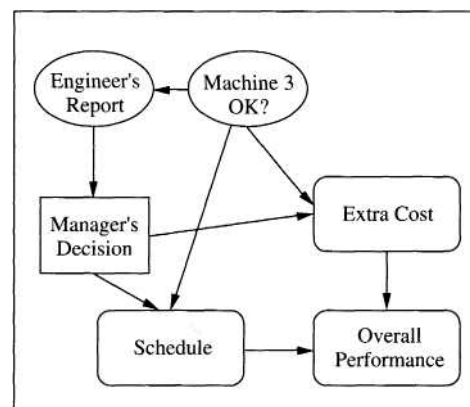 Engineer's
Report
Machine 3
OK?
Manager's
Decision
Extra Cost
Schedule
Overall
Performance